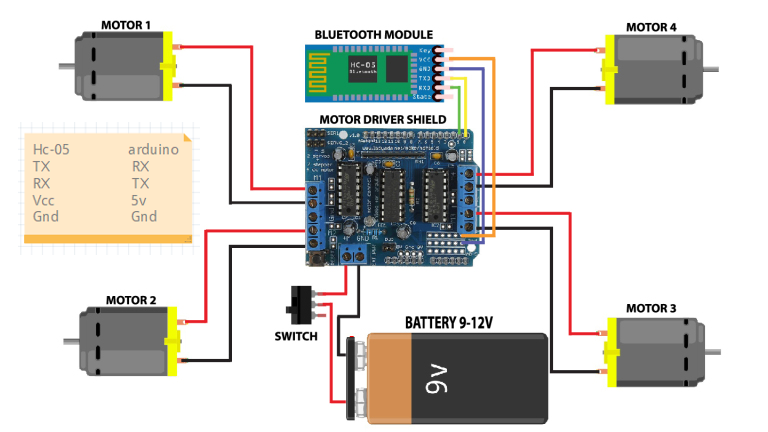 MOTOR 1
MOTOR 4
BLUETOOTH MODULE
Key
Vcc
GND
TXD
RXD
State
HC-05
Bluetooth
MOTOR DRIVER SHIELD
Hc-05 arduino
TX RX
RX TX
Vcc 5v
Gnd Gnd
M1
GND
MOTOR 2
MOTOR 3
SWITCH
BATTERY 9-12V
9v